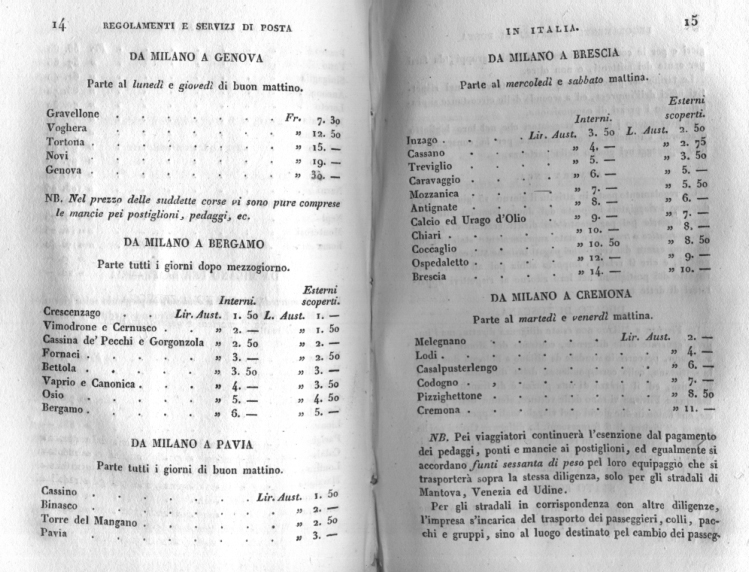 14 REGOLAMENTI E SERVIZJ DI POSTA
DA MILANO A GENOVA
Parte al lunedì e giovedì di buon mattino.
Gravellone . . . . . . Fr. 7. 30
Voghera . . . . . . . „ 12. 50
Tortona . . . . . . . „ 15. —
Novi . . . . . . . „ 19. —
Genova . . . . . . . „ 30. —
NB. Nel prezzo delle suddette corse vi sono pure comprese
le mancie pei postiglioni, pedaggi, ec.
DA MILANO A BERGAMO
Parte tutti i giorni dopo mezzogiorno.
Interni. Esterni scoperti.
Crescenzago . . Lir. Aust. 1. 50 L. Aust. 1. —
Vimodrone e Cernusco . . „ 2. — „ 1. 50
Cassina de' Pecchi e Gorgonzola „ 2. 50 „ 2. —
Fornaci . . . . . „ 3. — „ 2. 50
Bettola . . . . . „ 3. 50 „ 3. —
Vaprio e Canonica . . . „ 4. — „ 3. 50
Osio . . . . . „ 5. — „ 4. 50
Bergamo . . . . . „ 6. — „ 5. —
DA MILANO A PAVIA
Parte tutti i giorni di buon mattino.
Cassino . . . . . Lir. Aust. 1. 50
Binasco . . . . . . . „ 2. —
Torre del Mangano . . . . . „ 2. 50
Pavia . . . . . . . „ 3. —
IN ITALIA. 15
DA MILANO A BRESCIA
Parte al mercoledì e sabbato mattina.
Interni. Esterni scoperti.
Inzago . . . . Lir. Aust. 3. 50 L. Aust. 2. 50
Cassano . . . . . „ 4. — „ 2. 75
Treviglio . . . . . „ 5. — „ 3. 50
Caravaggio . . . . . „ 6. — „ 5. —
Mozzanica . . . . „ 7. — „ 5. 50
Antignate . . . . . „ 8. — „ 6. —
Calcio ed Urago d'Olio . . „ 9. — „ 7. —
Chiari . . . . . „ 10. — „ 8. —
Coccaglio . . . . . „ 10. 50 „ 8. 50
Ospedaletto . . . . . „ 12. — „ 9. —
Brescia . . . . . „ 14. — „ 10. —
DA MILANO A CREMONA
Parte al martedì e venerdì mattina.
Melegnano . . . . . Lir. Aust. 2. —
Lodi . . . . . . . „ 4. —
Casalpusterlengo . . . . . „ 6. —
Codogno . . . . . . . „ 7. —
Pizzighettone . . . . . . „ 8. 50
Cremona . . . . . . . „ 11. —
NB. Pei viaggiatori continuerà l'esenzione dal pagamento
dei pedaggi, ponti e mancie ai postiglioni, ed egualmente si
accordano funti sessanta di peso pel loro equipaggio che si
trasporterà sopra la stessa diligenza, solo per gli stradali di
Mantova, Venezia ed Udine.
Per gli stradali in corrispondenza con altre diligenze,
l'impresa s'incarica del trasporto dei passeggieri, colli, pac-
chi e gruppi, sino al luogo destinato pel cambio dei passeg-